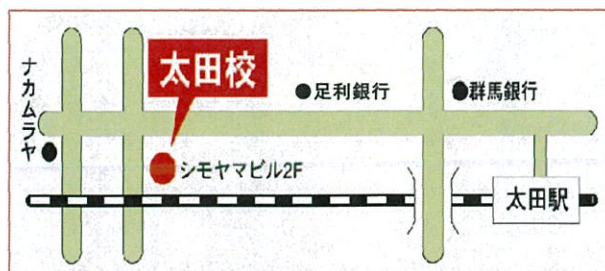 太田校
ナカムラヤ
●足利銀行
●群馬銀行
シモヤマビル2F
太田駅